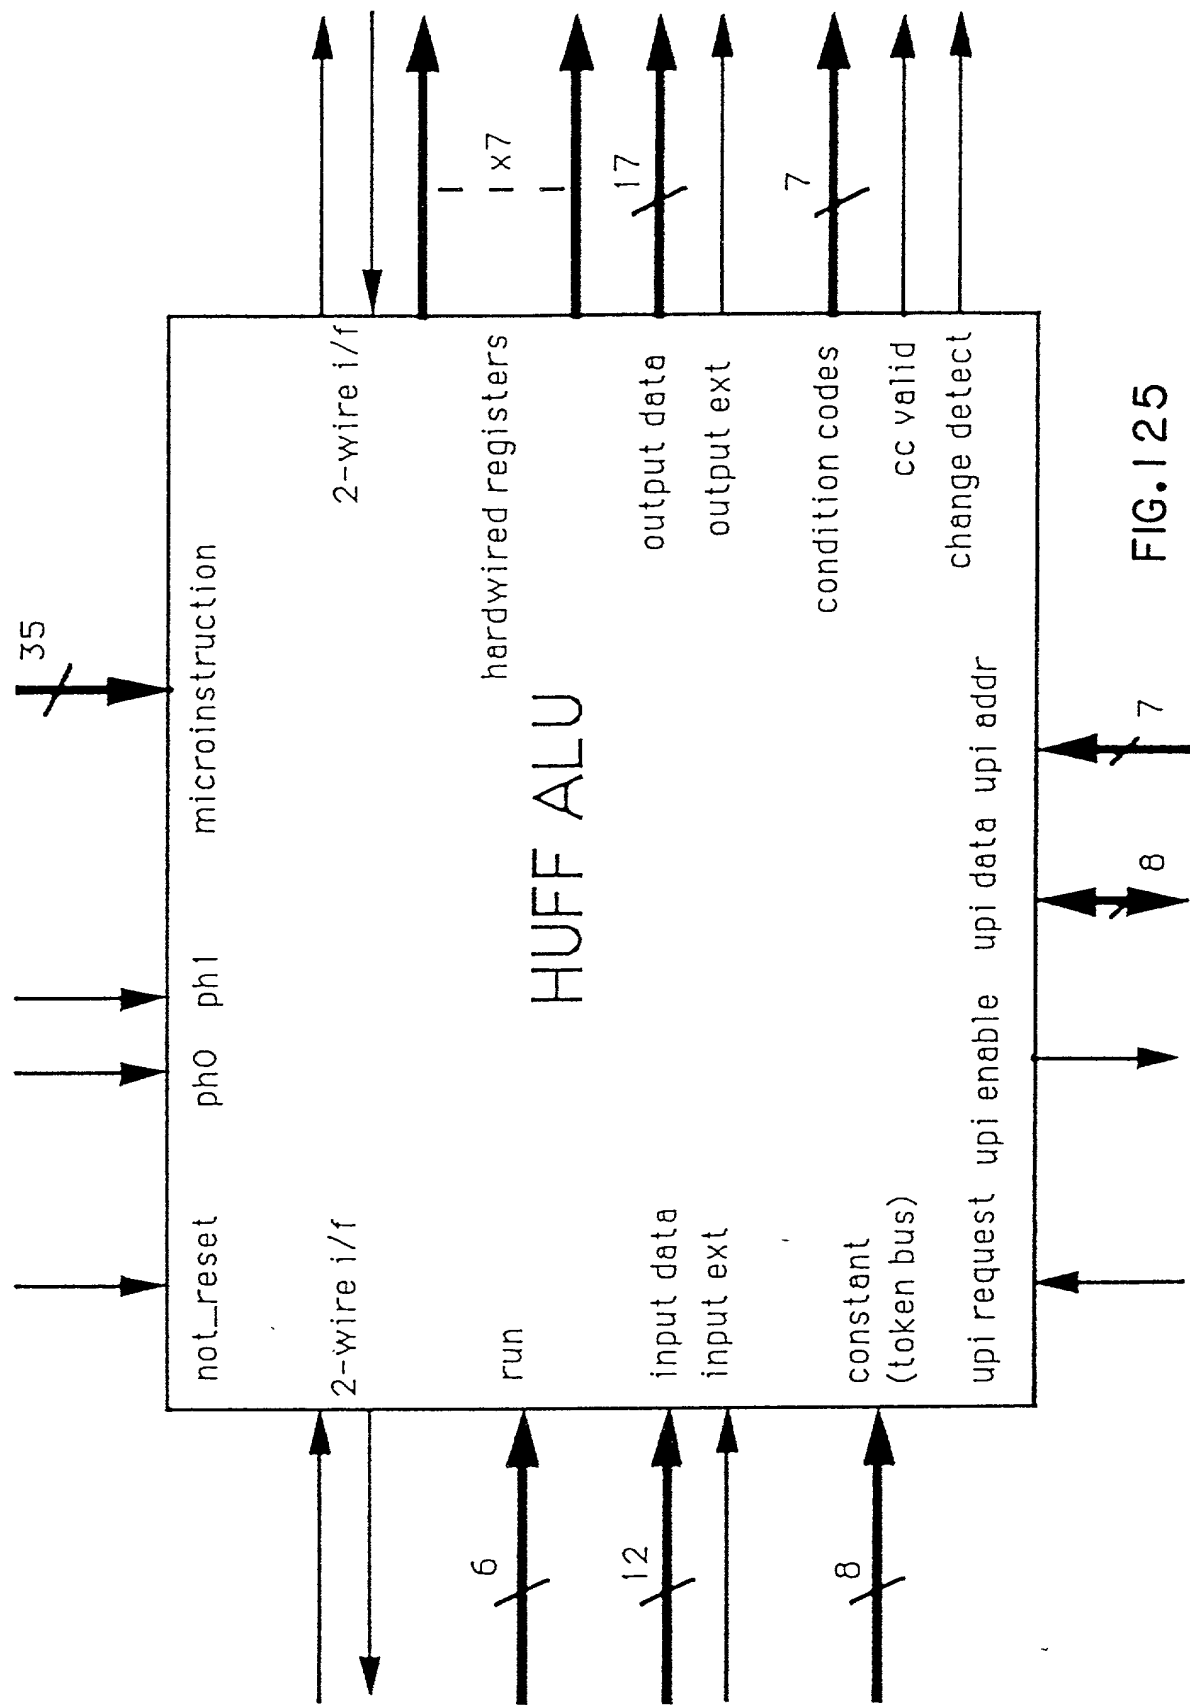 35
not_reset ph0 ph1 microinstruction
2-wire i/f 2-wire i/f
6 run hardwired registers x7
HUFF ALU
12 input data output data 17
input ext output ext
condition codes 7
8 constant
(token bus) cc valid
change detect
upi request upi enable upi data upi addr
8 7
FIG.125